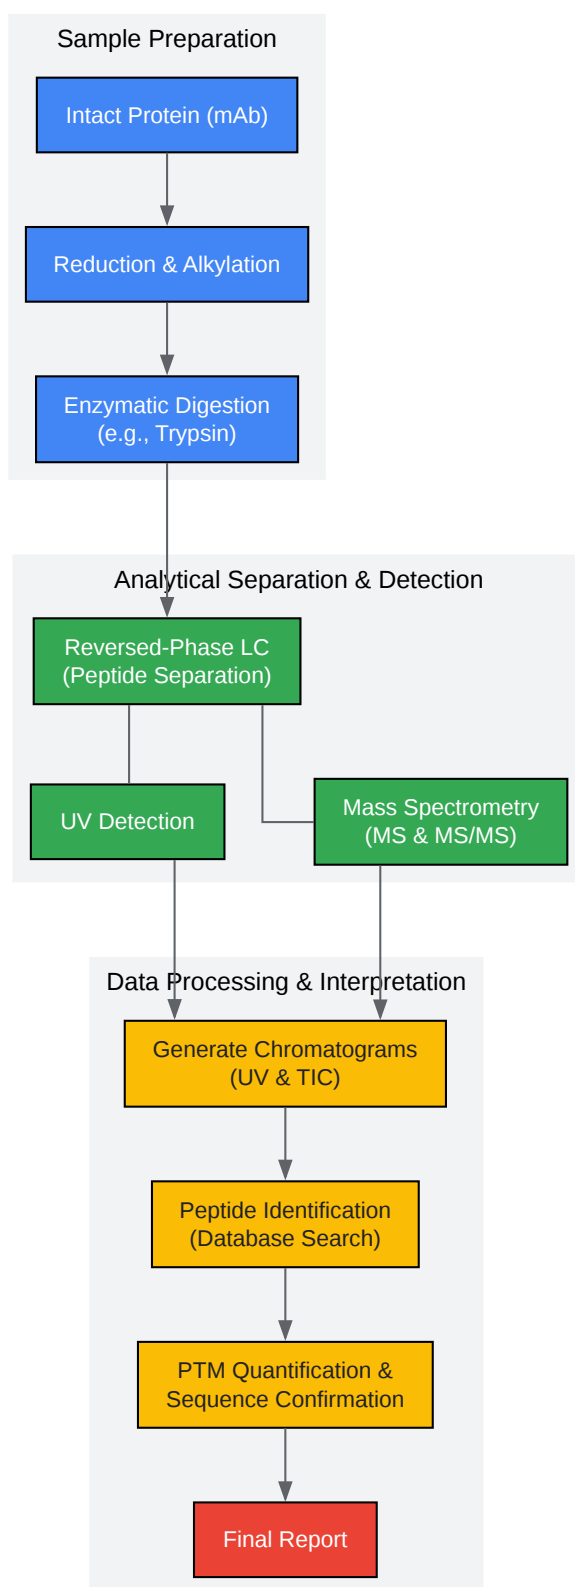 Sample Preparation
Intact Protein (mAb)
Reduction & Alkylation
Enzymatic Digestion
(e.g., Trypsin)
Analytical Separation & Detection
Reversed-Phase LC
(Peptide Separation)
UV Detection
Mass Spectrometry
(MS & MS/MS)
Data Processing & Interpretation
Generate Chromatograms
(UV & TIC)
Peptide Identification
(Database Search)
PTM Quantification &
Sequence Confirmation
Final Report